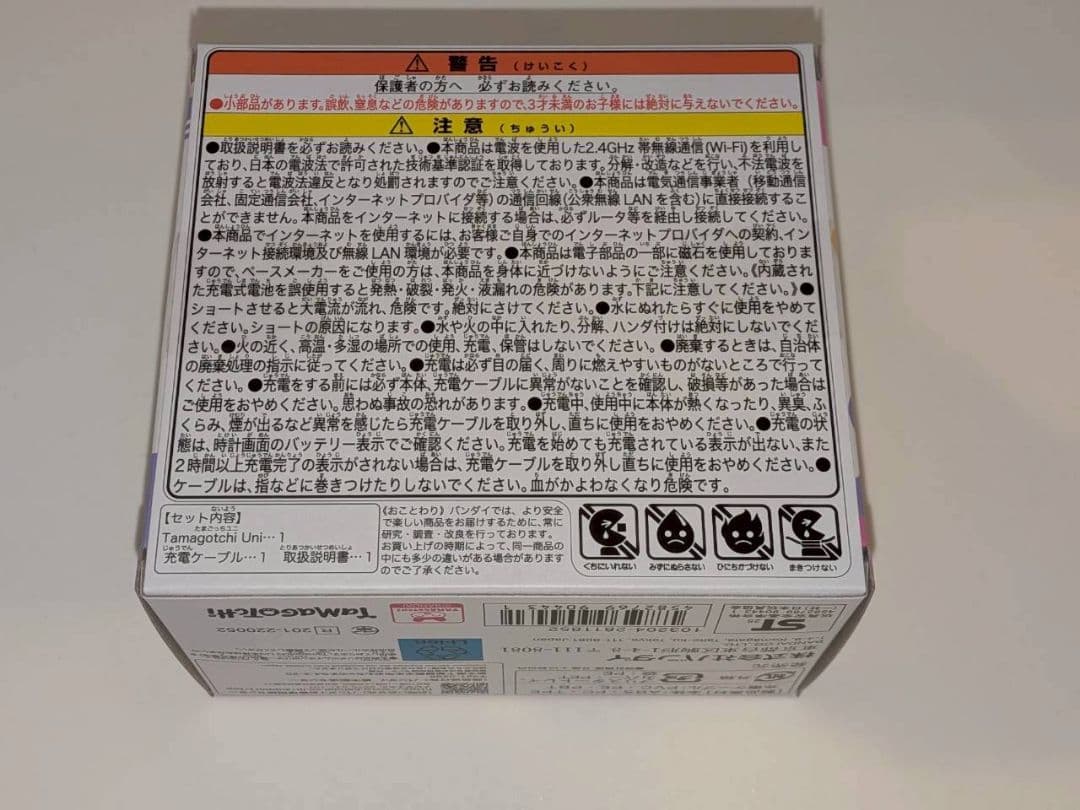 ⚠ 警告 (けいこく)
保護者の方へ 必ずお読みください。
●小部品があります。誤飲、窒息などの危険がありますので、3才未満のお子様には絶対に与えないでください。
⚠ 注意 (ちゅうい)
●取扱説明書を必ずお読みください。●本商品は電波を使用した2.4GHz 帯無線通信(Wi-Fi)を利用し
ており、日本の電波法で許可された技術基準認証を取得しております。分解・改造などを行い、不法電波を
放射すると電波法違反となり処罰されますのでご注意ください。●本商品は電気通信事業者（移動通信
会社、固定通信会社、インターネットプロバイダ等）の通信回線(公衆無線LANを含む)に直接接続するこ
とができません。本商品をインターネットに接続する場合は、必ずルータ等を経由し接続してください。
●本商品でインターネットを使用するには、お客様ご自身でのインターネットプロバイダへの契約、イン
ターネット接続環境及び無線LAN環境が必要です。●本商品は電子部品の一部に磁石を使用しておりま
すので、ペースメーカーをご使用の方は、本商品を身体に近づけないようにご注意ください。《内蔵され
た充電式電池を誤使用すると発熱・破裂・発火・液漏れの危険があります。下記に注意してください。》●
ショートさせると大電流が流れ、危険です。絶対にさけてください。●水にぬれたらすぐに使用をやめて
ください。ショートの原因になります。●水や火の中に入れたり、分解、ハンダ付けは絶対にしないでくだ
さい。●火の近く、高温・多湿の場所での使用、充電、保管はしないでください。●廃棄するときは、自治体
の廃棄処理の指示に従ってください。●充電は必ず目の届く、周りに燃えやすいものがないところで行って
ください。●充電をする前には必ず本体、充電ケーブルに異常がないことを確認し、破損等があった場合は
ご使用をおやめください。思わぬ事故の恐れがあります。●充電中、使用中に本体が熱くなったり、異臭、ふ
くらみ、煙が出るなど異常を感じたら充電ケーブルを取り外し、直ちに使用をおやめください。●充電の状
態は、時計画面のバッテリー表示でご確認ください。充電を始めても充電されている表示が出ない、また
2時間以上充電完了の表示がされない場合は、充電ケーブルを取り外し直ちに使用をおやめください。●
ケーブルは、指などに巻きつけたりしないでください。血がかよわなくなり危険です。
【セット内容】
Tamagotchi Uni…1
充電ケーブル…1 取扱説明書…1
《おことわり》バンダイでは、より安全
で楽しい商品をお届けするために、常に
研究・調査・改良を行っております。
お買い上げの時期によって、同一商品の
中にも多少の違いがある場合があります
のでご了承ください。
くちにいれない みずにぬらさない ひにちかづけない まきつけない
TaMaGOTCHi
R 201-220052
Li-ion
103204-2811852
ST
株式会社バンダイ
〒111-8081